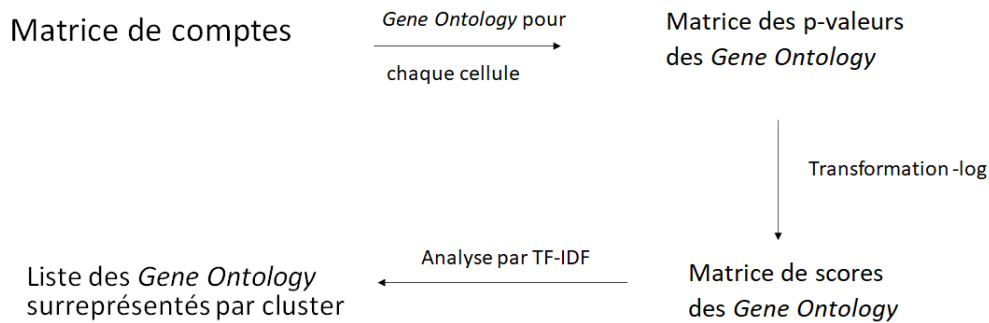 Matrice de comptes
Gene Ontology pour
chaque cellule
Matrice des p-valeurs
des Gene Ontology
Transformation -log
Matrice de scores
des Gene Ontology
Analyse par TF-IDF
Liste des Gene Ontology
surreprésentés par cluster